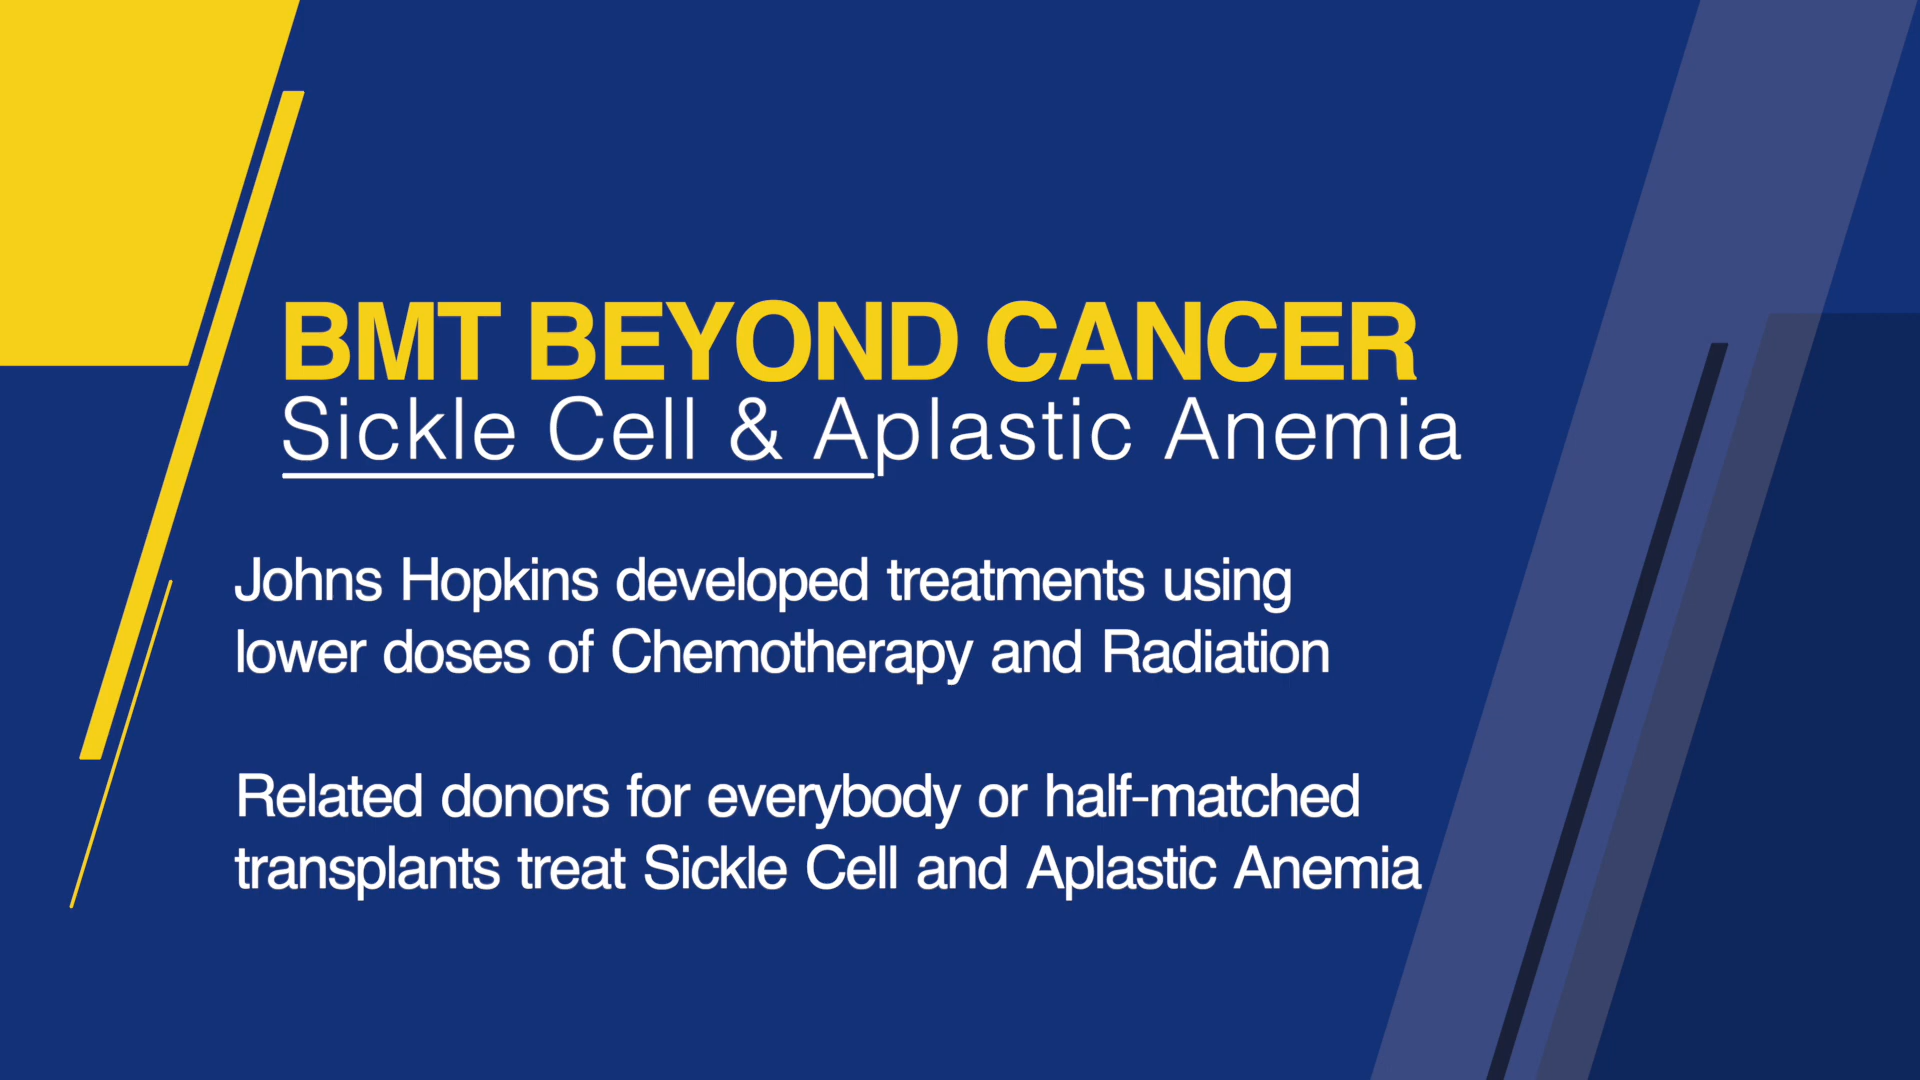 BMT BEYOND CANCER
Sickle Cell & Aplastic Anemia
Johns Hopkins developed treatments using
lower doses of Chemotherapy and Radiation
Related donors for everybody or half-matched
transplants treat Sickle Cell and Aplastic Anemia